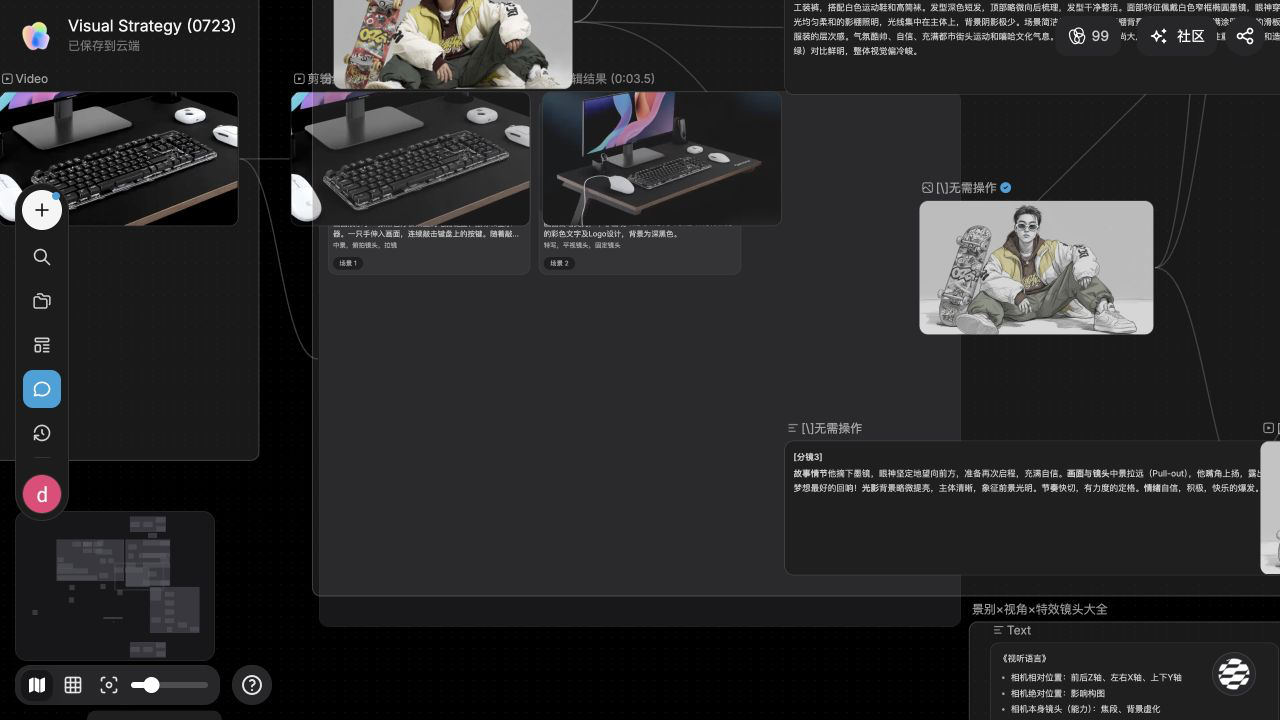 Visual Strategy (0723)
已保存到云端
工装裤，搭配白色运动鞋和高筒袜。发型深色短发，顶部略微向后梳理，发型干净整洁。面部特征佩戴白色窄框椭圆墨镜，眼神
光均匀柔和的影棚照明，光线集中在主体上，背景阴影极少。场景简洁
服装的层次感。气氛酷帅、自信、充满都市街头运动和嘻哈文化气息。
绿）对比鲜明，整体视觉偏冷峻。
99
社区
Video
剪辑结果 (0:03.5)
器。一只手伸入画面，连续敲击键盘上的按键。随着敲...
中景，俯拍镜头，拉镜
场景 1
的彩色文字及Logo设计，背景为深黑色。
特写，平视镜头，固定镜头
场景 2
[\]无需操作
[\]无需操作
[分镜3]
故事情节他摘下墨镜，眼神坚定地望向前方，准备再次启程，充满自信。画面与镜头中景拉远（Pull-out），他嘴角上扬，露出
梦想最好的回响！光影背景略微提亮，主体清晰，象征前景光明。节奏快切，有力度的定格。情绪自信，积极，快乐的爆发。
d
景别×视角×特效镜头大全
Text
《视听语言》
• 相机相对位置：前后Z轴、左右X轴、上下Y轴
• 相机绝对位置：影响构图
• 相机本身镜头（能力）：焦段、背景虚化